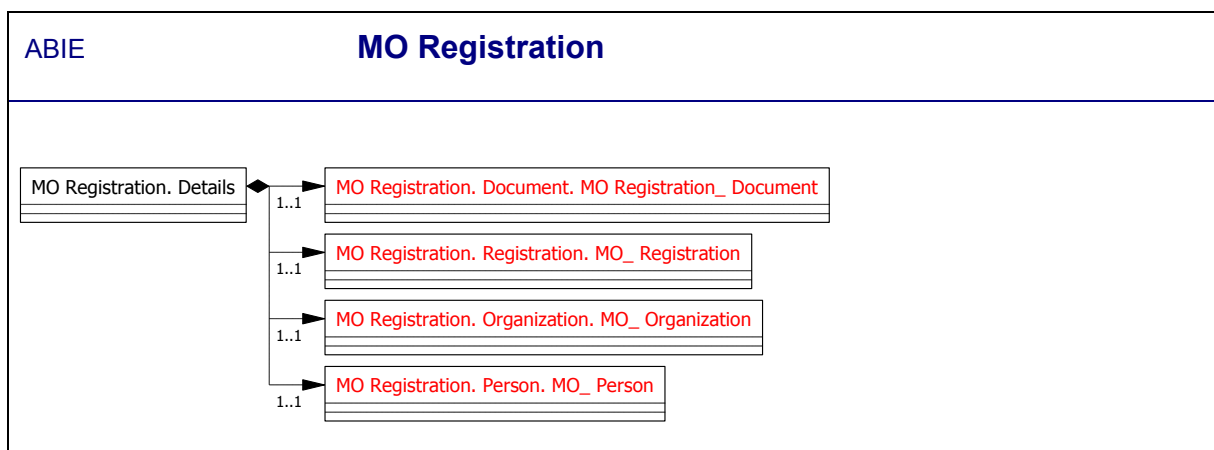 ABIE
MO Registration
MO Registration. Details
MO Registration. Document. MO Registration_ Document
1..1
MO Registration. Registration. MO_ Registration
1..1
MO Registration. Organization. MO_ Organization
1..1
MO Registration. Person. MO_ Person
1..1